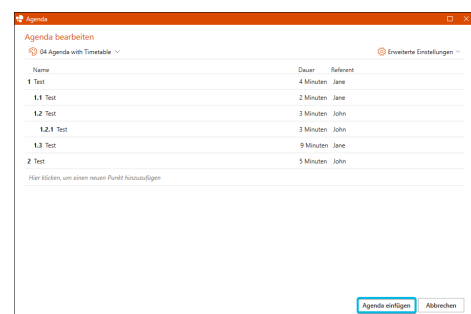 Agenda
Agenda bearbeiten
04 Agenda with Timetable
Erweiterte Einstellungen
Name Dauer Referent
1 Test 4 Minuten Jane
1.1 Test 2 Minuten Jane
1.2 Test 3 Minuten John
1.2.1 Test 3 Minuten John
1.3 Test 9 Minuten Jane
2 Test 5 Minuten John
Hier klicken, um einen neuen Punkt hinzuzufügen
Agenda einfügen Abbrechen